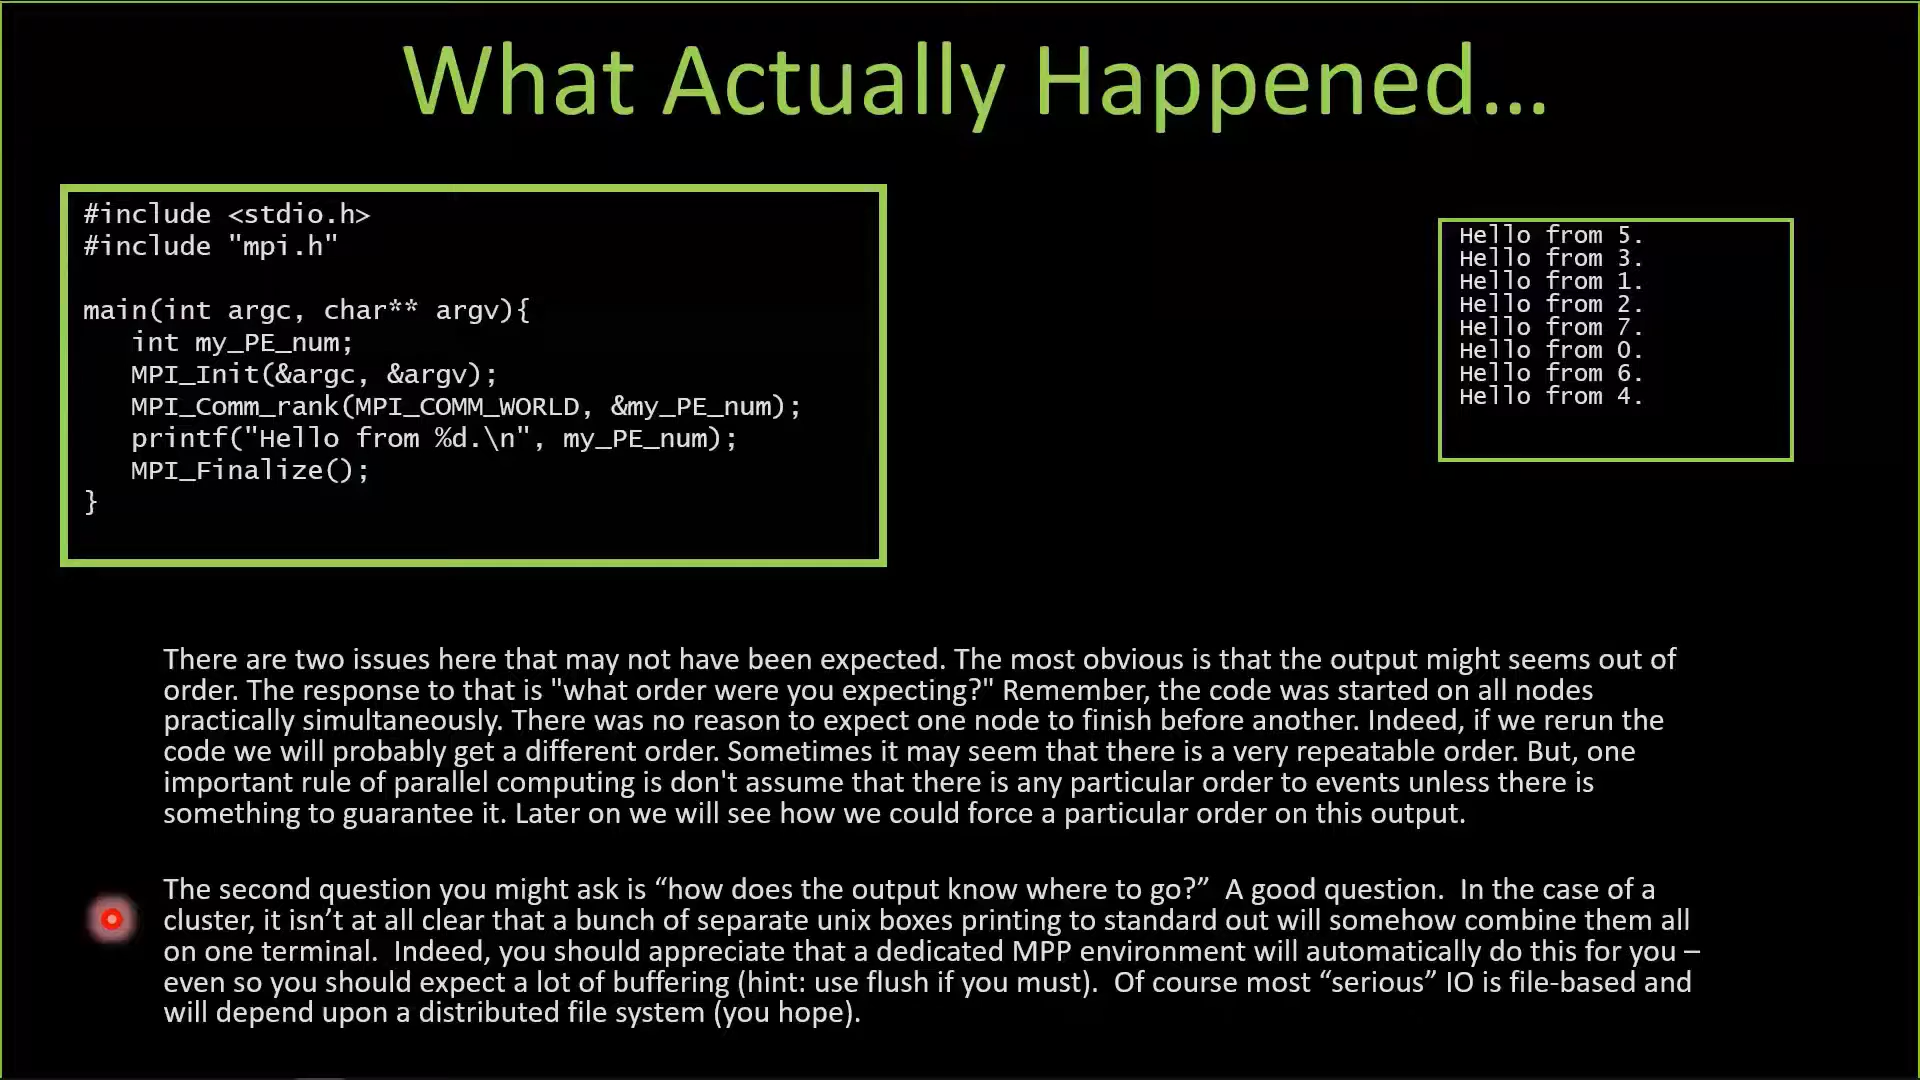 What Actually Happened...
#include <stdio.h>
#include "mpi.h"
main(int argc, char** argv){
int my_PE_num;
MPI_Init(&argc, &argv);
MPI_Comm_rank(MPI_COMM_WORLD, &my_PE_num);
printf("Hello from %d.\n", my_PE_num);
MPI_Finalize();
}
Hello from 5.
Hello from 3.
Hello from 1.
Hello from 2.
Hello from 7.
Hello from 0.
Hello from 6.
Hello from 4.
There are two issues here that may not have been expected. The most obvious is that the output might seems out of
order. The response to that is "what order were you expecting?" Remember, the code was started on all nodes
practically simultaneously. There was no reason to expect one node to finish before another. Indeed, if we rerun the
code we will probably get a different order. Sometimes it may seem that there is a very repeatable order. But, one
important rule of parallel computing is don't assume that there is any particular order to events unless there is
something to guarantee it. Later on we will see how we could force a particular order on this output.
The second question you might ask is “how does the output know where to go?” A good question. In the case of a
cluster, it isn’t at all clear that a bunch of separate unix boxes printing to standard out will somehow combine them all
on one terminal. Indeed, you should appreciate that a dedicated MPP environment will automatically do this for you –
even so you should expect a lot of buffering (hint: use flush if you must). Of course most “serious” IO is file-based and
will depend upon a distributed file system (you hope).